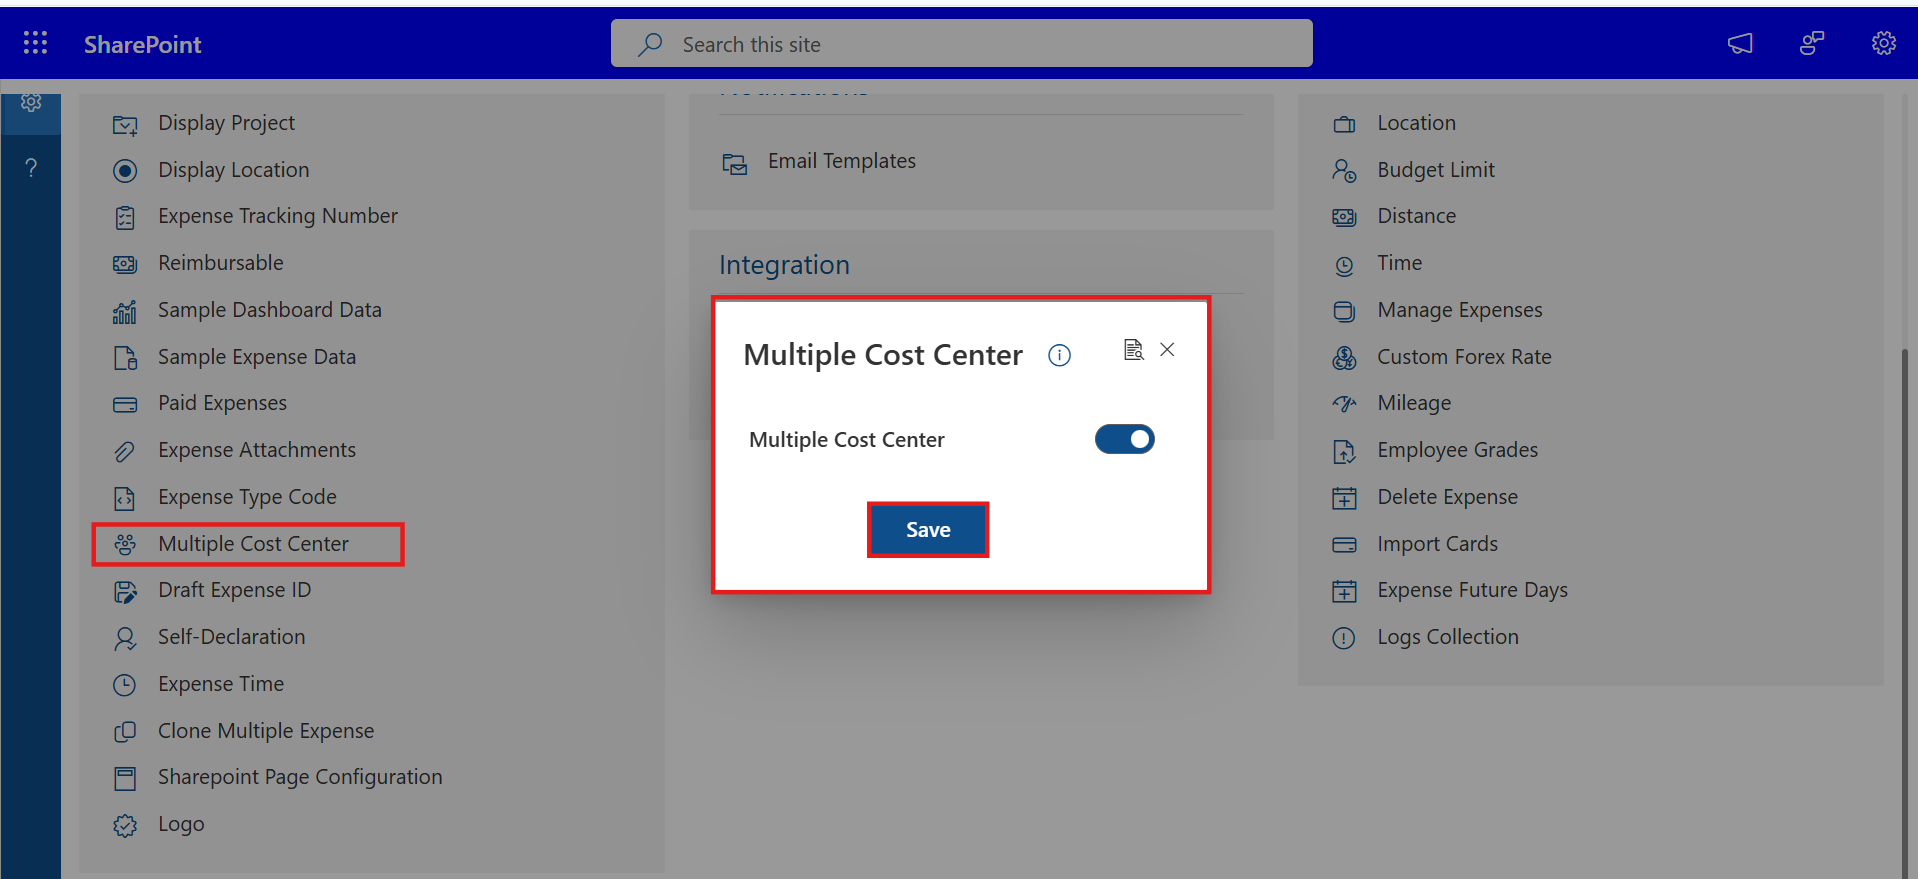 SharePoint
Search this site
Display Project
Display Location
Expense Tracking Number
Reimbursable
Sample Dashboard Data
Sample Expense Data
Paid Expenses
Expense Attachments
Expense Type Code
Multiple Cost Center
Draft Expense ID
Self-Declaration
Expense Time
Clone Multiple Expense
Sharepoint Page Configuration
Logo
Email Templates
Integration
Multiple Cost Center
Multiple Cost Center
Save
Location
Budget Limit
Distance
Time
Manage Expenses
Custom Forex Rate
Mileage
Employee Grades
Delete Expense
Import Cards
Expense Future Days
Logs Collection